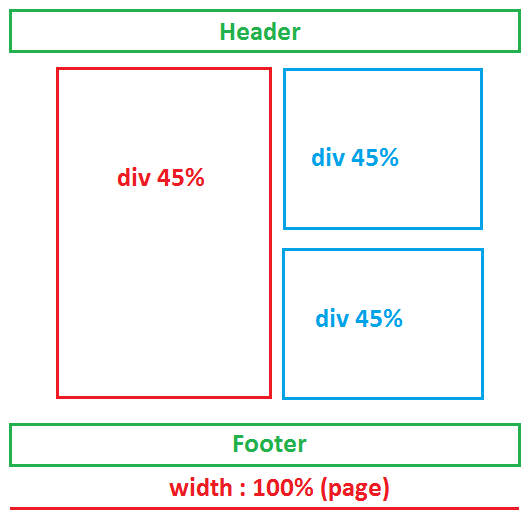 Header
div 45%
div 45%
div 45%
Footer
width : 100% (page)